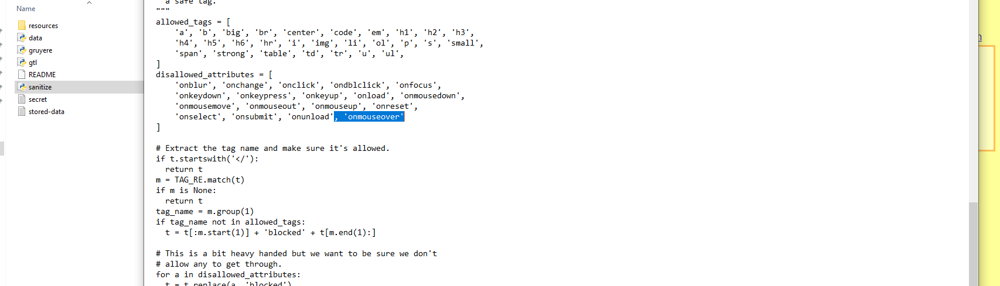 Name
resources
data
gruyere
gtl
README
sanitize
secret
stored-data
a safe tag.
"""
allowed_tags = [
'a', 'b', 'big', 'br', 'center', 'code', 'em', 'h1', 'h2', 'h3',
'h4', 'h5', 'h6', 'hr', 'i', 'img', 'li', 'ol', 'p', 's', 'small',
'span', 'strong', 'table', 'td', 'tr', 'u', 'ul',
]
disallowed_attributes = [
'onblur', 'onchange', 'onclick', 'ondblclick', 'onfocus',
'onkeydown', 'onkeypress', 'onkeyup', 'onload', 'onmousedown',
'onmousemove', 'onmouseout', 'onmouseup', 'onreset',
'onselect', 'onsubmit', 'onunload', 'onmouseover'
]
# Extract the tag name and make sure it's allowed.
if t.startswith('</'):
return t
m = TAG_RE.match(t)
if m is None:
return t
tag_name = m.group(1)
if tag_name not in allowed_tags:
t = t[:m.start(1)] + 'blocked' + t[m.end(1):]
# This is a bit heavy handed but we want to be sure we don't
# allow any to get through.
for a in disallowed_attributes:
t = t.replace(a, 'blocked')